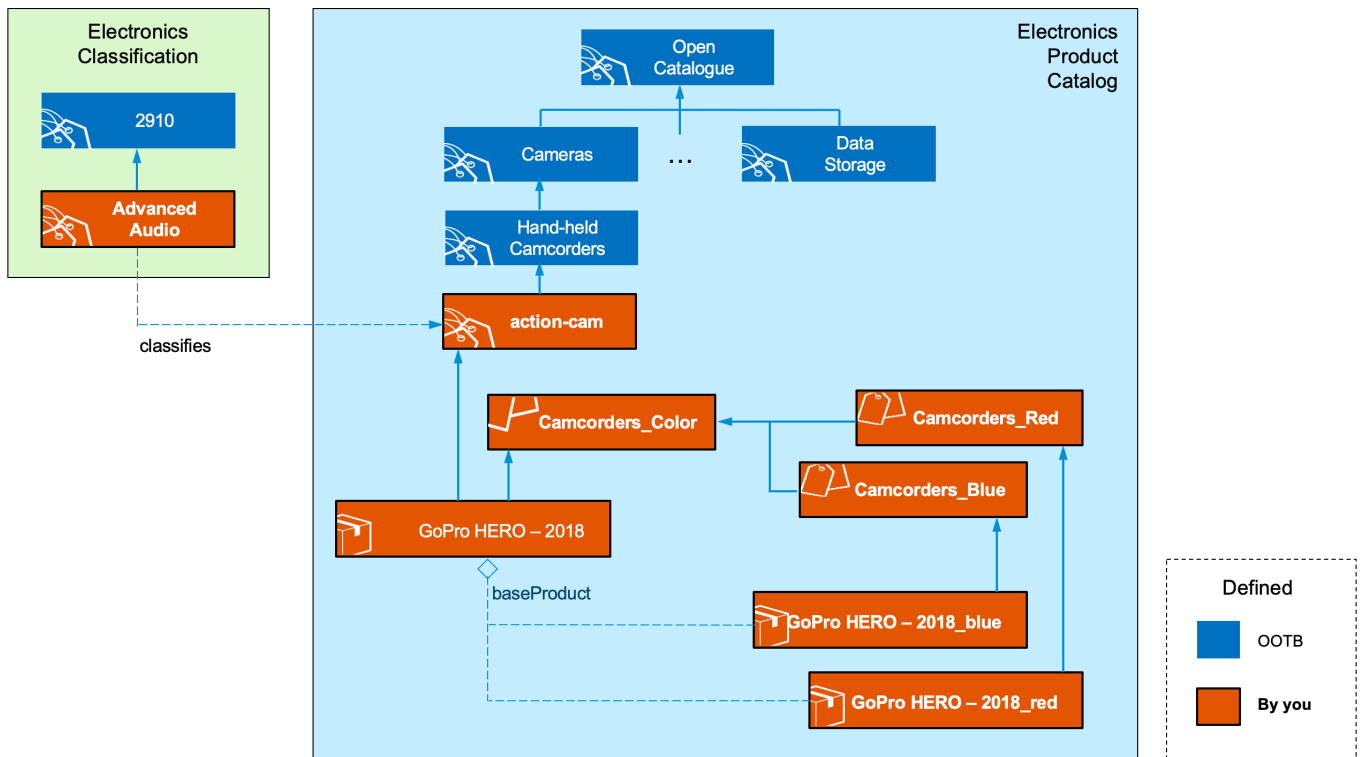 Electronics
Classification
2910
Advanced
Audio
classifies
Electronics
Product
Catalog
Open
Catalogue
Cameras
...
Data
Storage
Hand-held
Camcorders
action-cam
Camcorders_Color
Camcorders_Red
Camcorders_Blue
GoPro HERO – 2018
baseProduct
GoPro HERO – 2018_blue
GoPro HERO – 2018_red
Defined
OOTB
By you